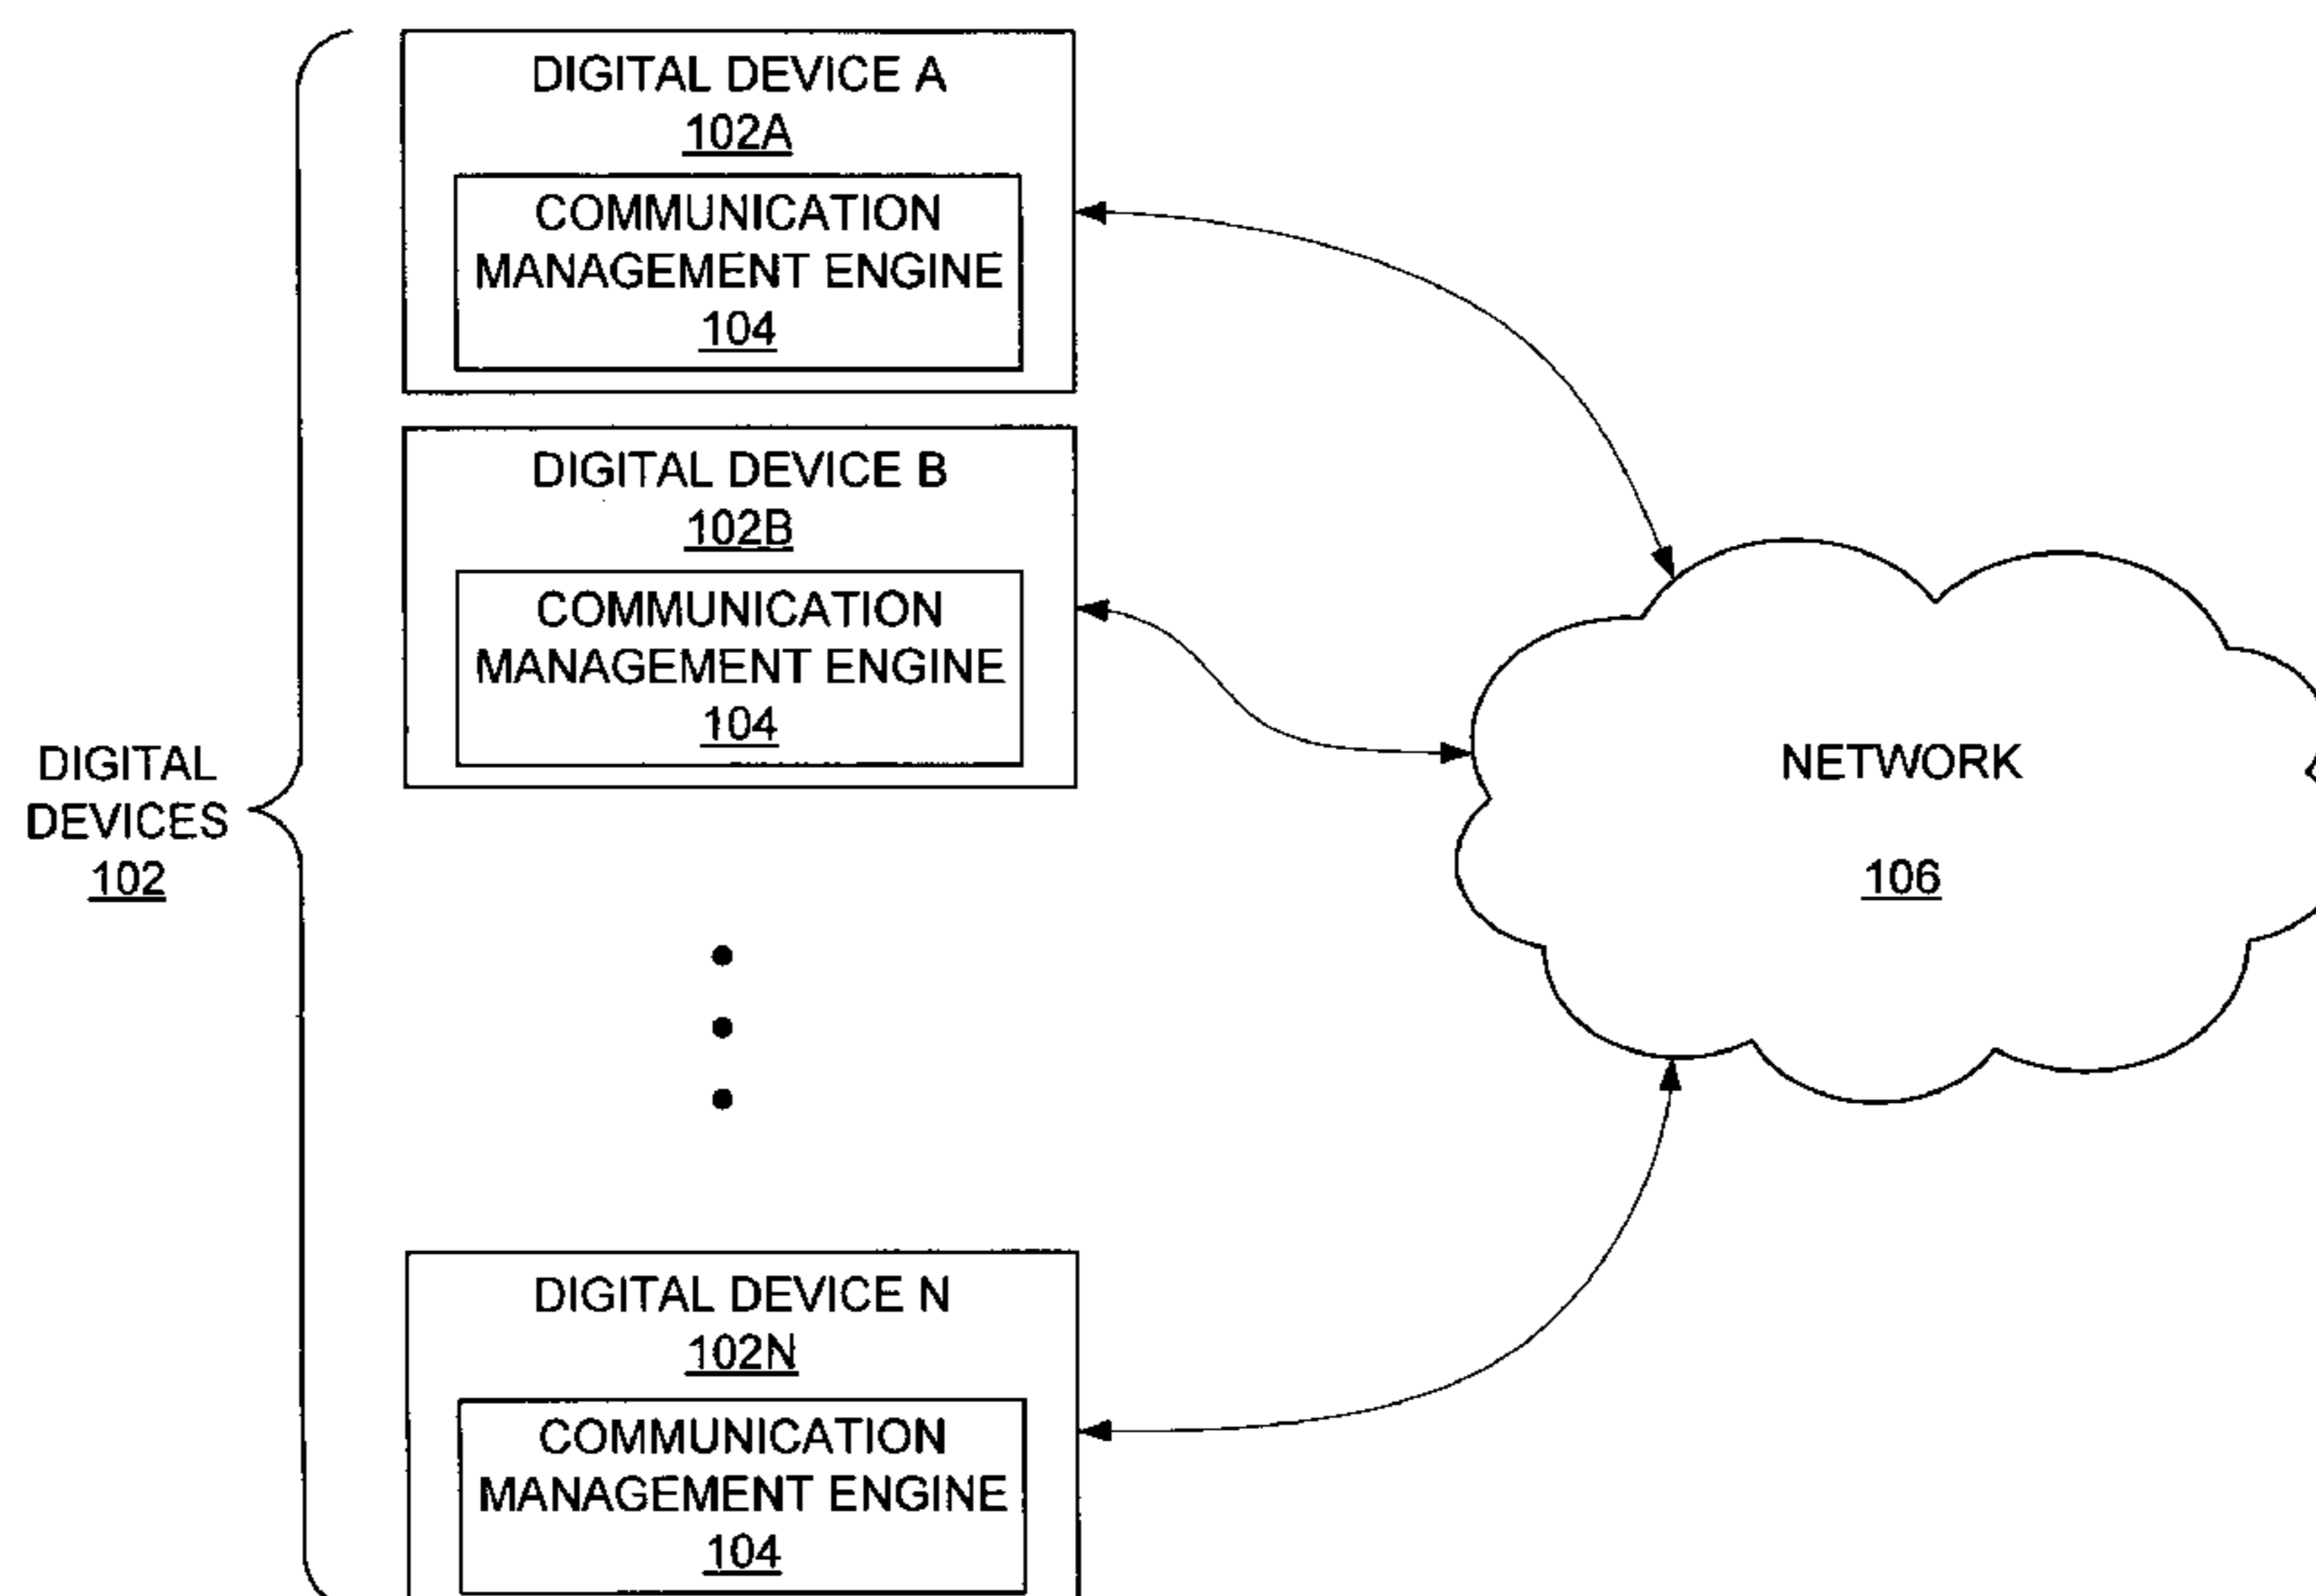 DIGITAL DEVICE A
102A
COMMUNICATION
MANAGEMENT ENGINE
104
DIGITAL DEVICE B
102B
COMMUNICATION
MANAGEMENT ENGINE
104
DIGITAL
DEVICES
102
NETWORK
106
DIGITAL DEVICE N
102N
COMMUNICATION
MANAGEMENT ENGINE
104